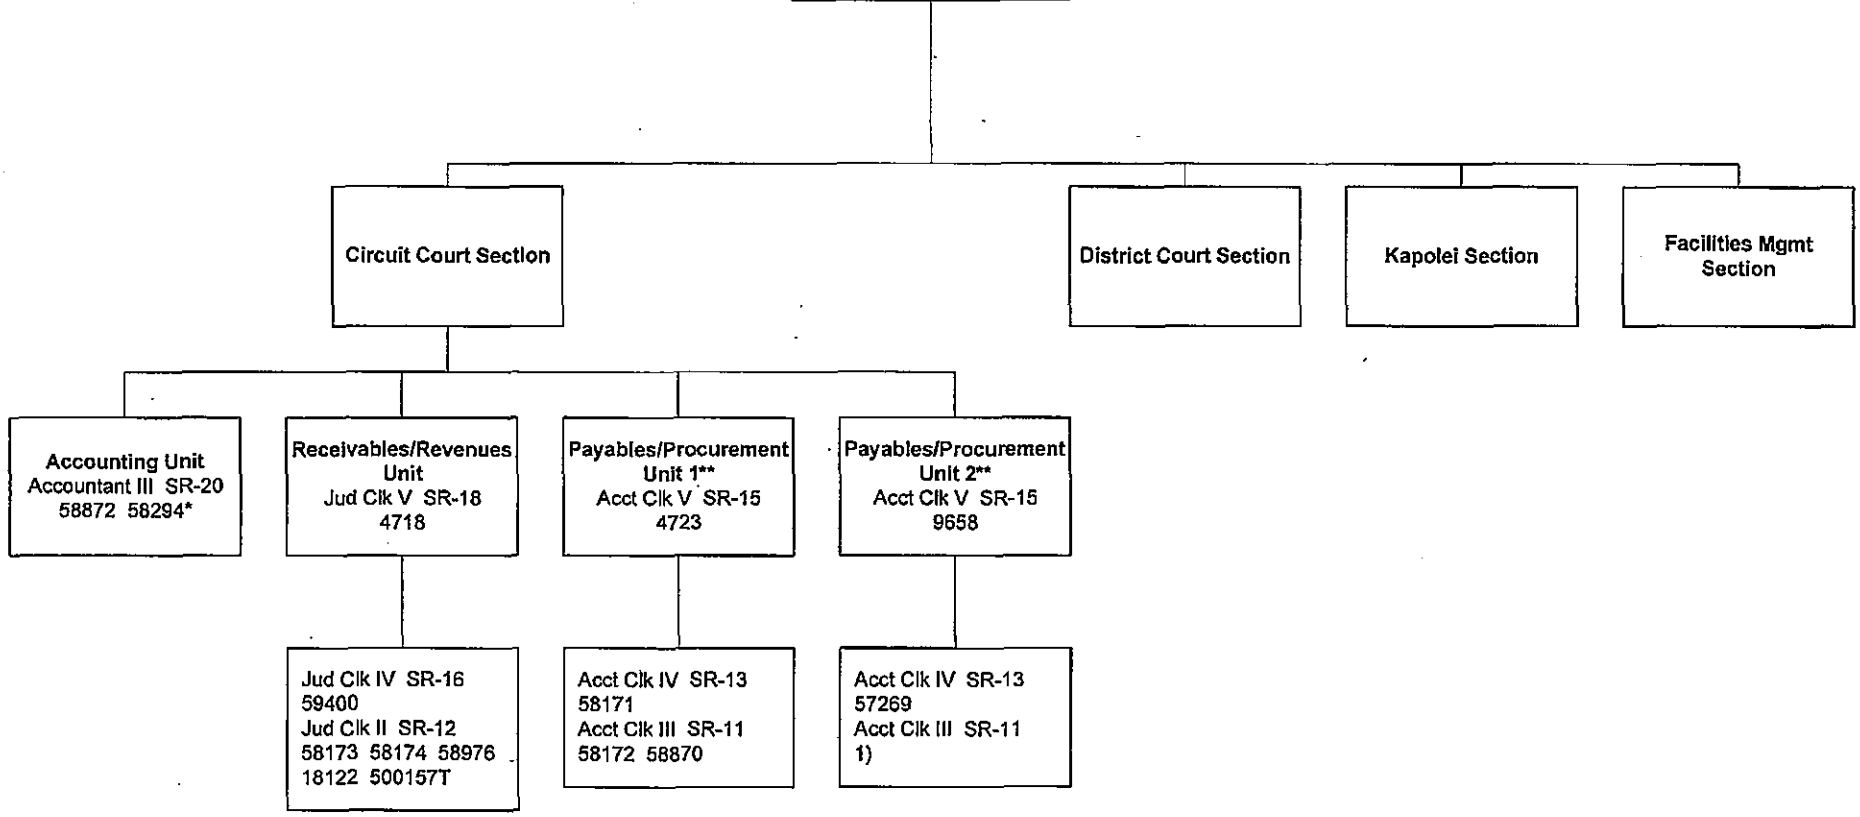 Circuit Court Section
District Court Section
Kapolei Section
Facilities Mgmt
Section
Accounting Unit
Accountant III SR-20
58872 58294*
Receivables/Revenues
Unit
Jud Clk V SR-18
4718
Payables/Procurement
Unit 1**
Acct Clk V SR-15
4723
Payables/Procurement
Unit 2**
Acct Clk V SR-15
9658
Jud Clk IV SR-16
59400
Jud Clk II SR-12
58173 58174 58976
18122 500157T
Acct Clk IV SR-13
58171
Acct Clk III SR-11
58172 58870
Acct Clk IV SR-13
57269
Acct Clk III SR-11
1)